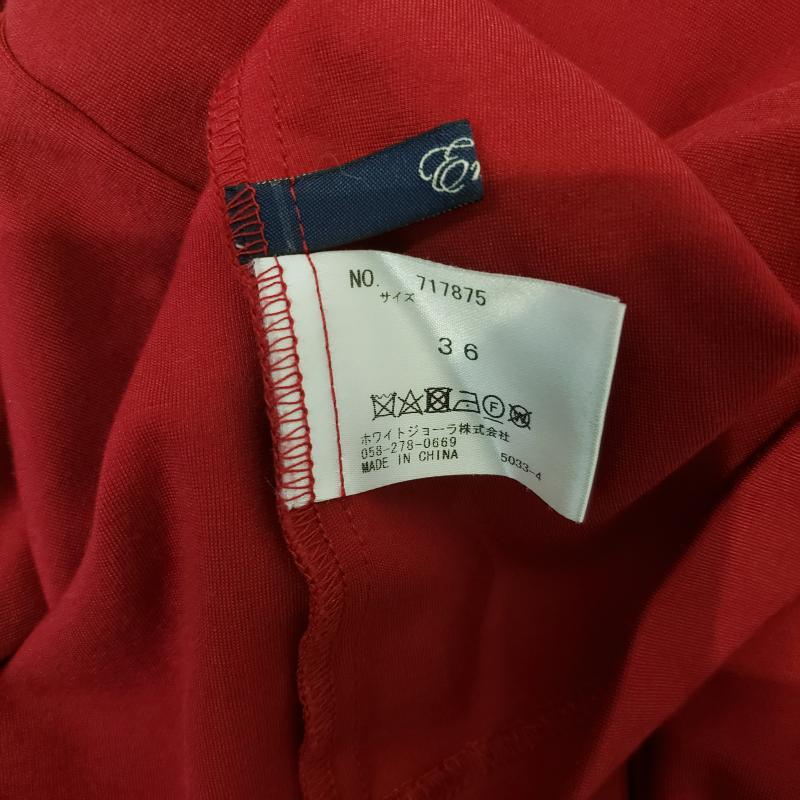 NO. 717875
サイズ
36
F
ホワイトジョーラ株式会社
058-278-0669
MADE IN CHINA 5033-4